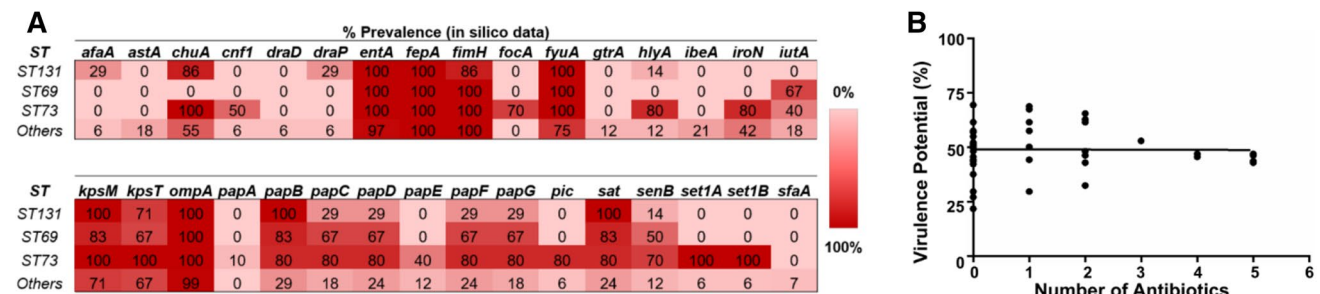 A
% Prevalence (in silico data)
ST afaA astA chuA cnf1 draD draP entA fepA fimH focA fyuA gtrA hlyA ibeA iroN iutA
ST131 29 0 86 0 0 29 100 100 86 0 100 0 14 0 0 0
ST69 0 0 0 0 0 0 100 100 100 0 100 0 0 0 0 67
ST73 0 0 100 50 0 0 100 100 100 70 100 0 80 0 80 40
Others 6 18 55 6 6 6 97 100 100 0 75 12 12 21 42 18
ST kpsM kpsT ompA papA papB papC papD papE papF papG pic sat senB set1A set1B sfaA
ST131 100 71 100 0 100 29 29 0 29 29 0 100 14 0 0 0
ST69 83 67 100 0 83 67 67 0 67 67 0 83 50 0 0 0
ST73 100 100 100 10 80 80 80 40 80 80 80 80 70 100 100 0
Others 71 67 99 0 29 18 24 12 24 18 6 24 12 6 6 7
0%
100%
B
Virulence Potential (%)
100
75
50
25
0
0 1 2 3 4 5 6
Number of Antibiotics